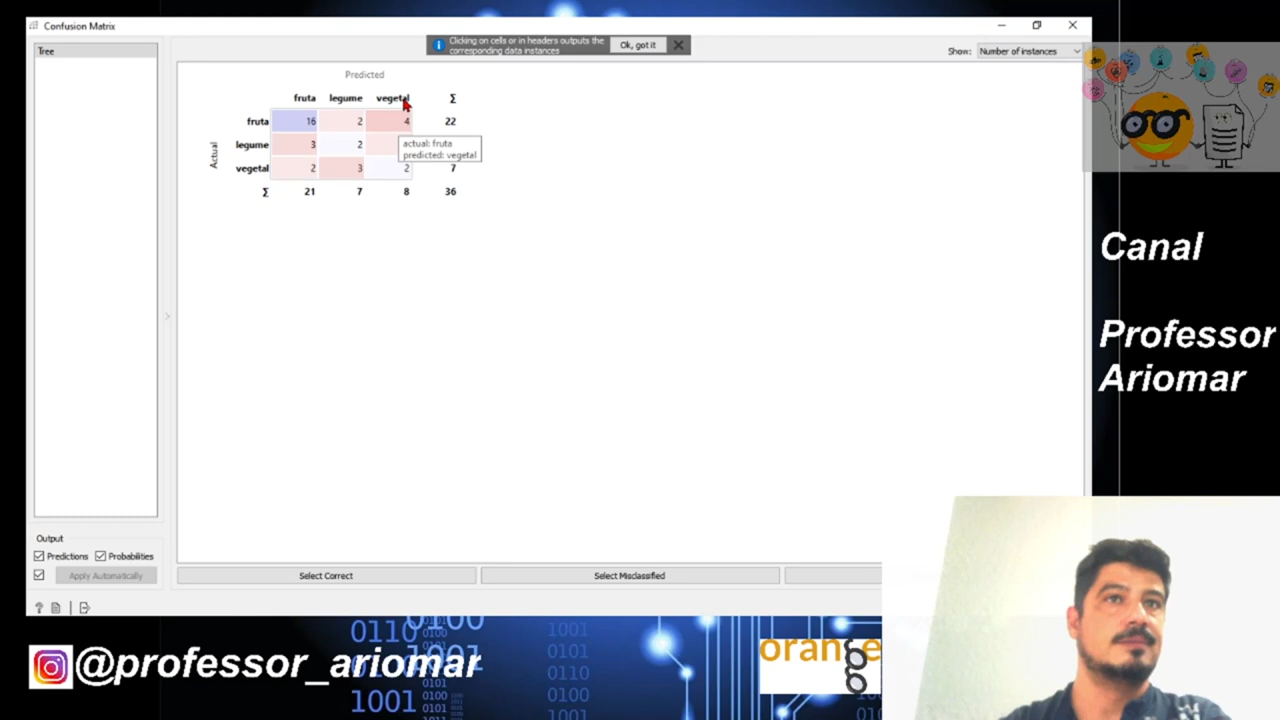 Confusion Matrix
Tree
Clicking on cells or in headers outputs the
corresponding data instances
Ok, got it
Show: Number of instances
Predicted
fruta legume vegetal Σ
fruta 16 2 4 22
legume 3 2
actual: fruta
predicted: vegetal
vegetal 2 3 2 7
Σ 21 7 8 36
Actual
Output
Predictions Probabilities
Apply Automatically
Select Correct
Select Misclassified
Canal
Professor
Ariomar
@professor_ariomar
orange